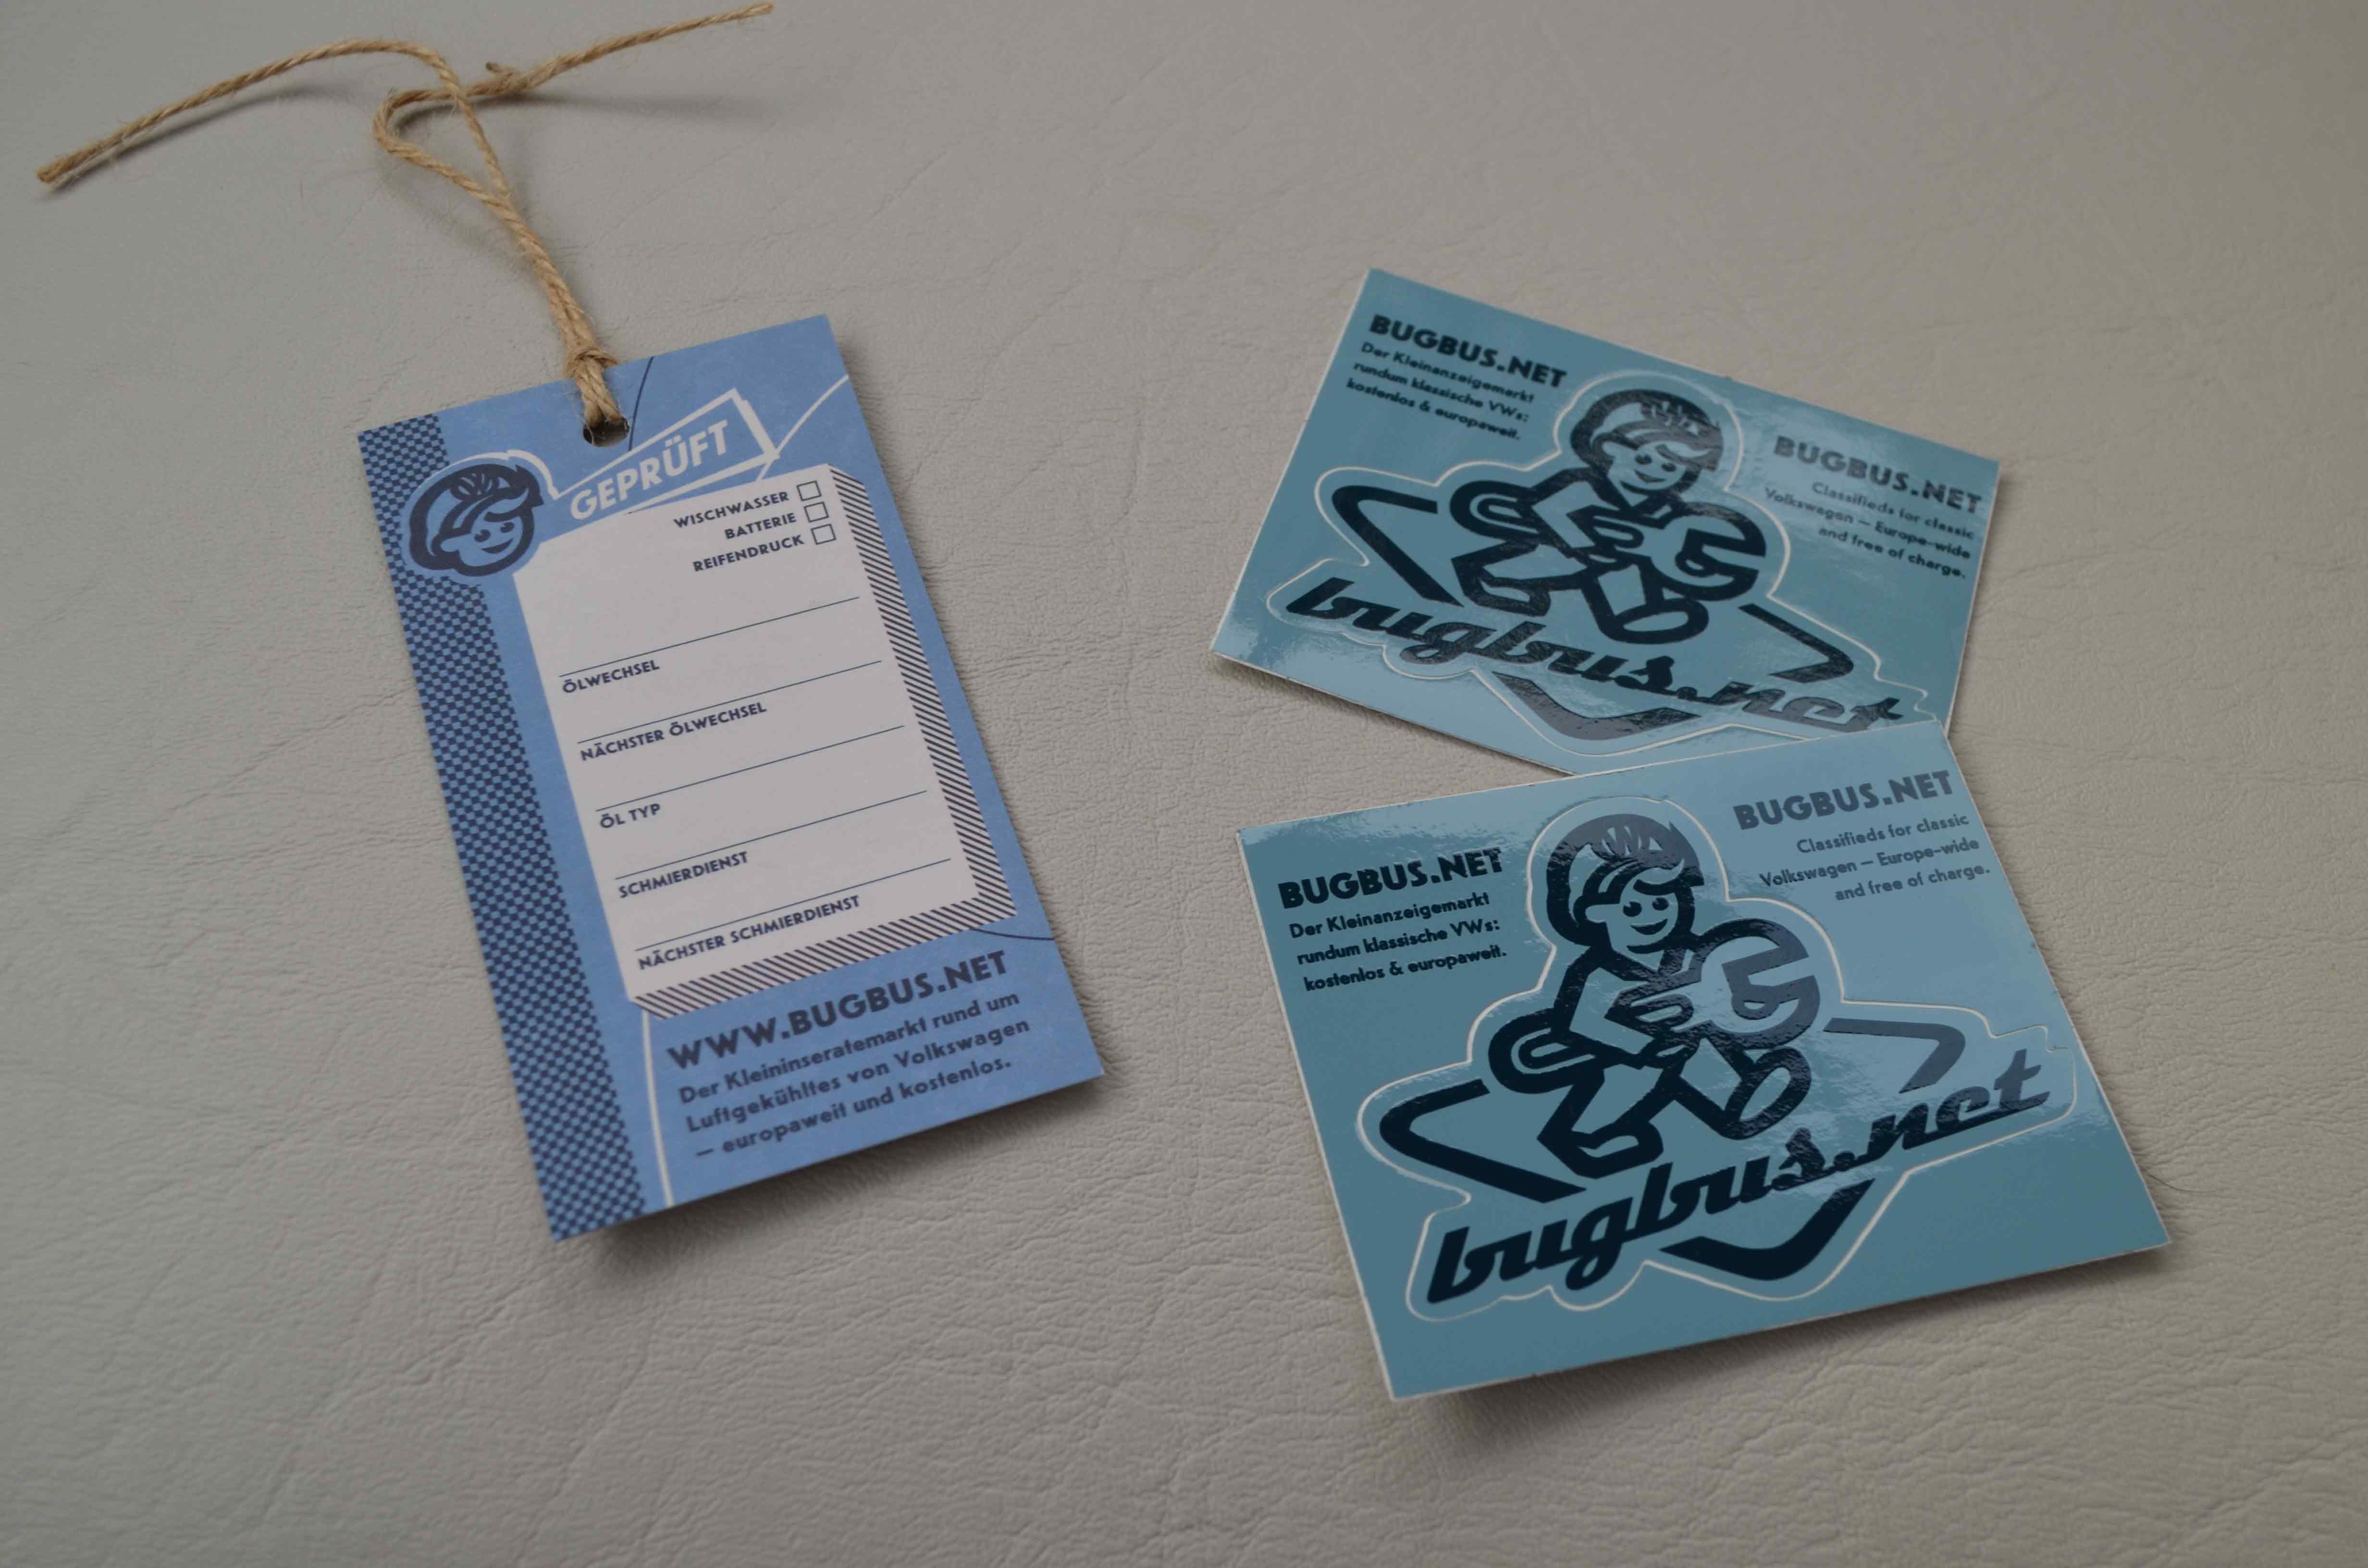 GEPRÜFT
WISCHWASSER
BATTERIE
REIFENDRUCK
ÖLWECHSEL
NÄCHSTER ÖLWECHSEL
ÖL TYP
SCHMIERDIENST
NÄCHSTER SCHMIERDIENST
WWW.BUGBUS.NET
Der Kleininseratemarkt rund um
Luftgekühltes von Volkswagen
— europaweit und kostenlos.
BUGBUS.NET
Der Kleinanzeigemarkt
rundum klassische VWs:
kostenlos & europaweit.
BUGBUS.NET
Classifieds for classic
Volkswagen – Europe-wide
and free of charge.
bugbus.net
BUGBUS.NET
Der Kleinanzeigemarkt
rundum klassische VWs:
kostenlos & europaweit.
BUGBUS.NET
Classifieds for classic
Volkswagen – Europe-wide
and free of charge.
bugbus.net